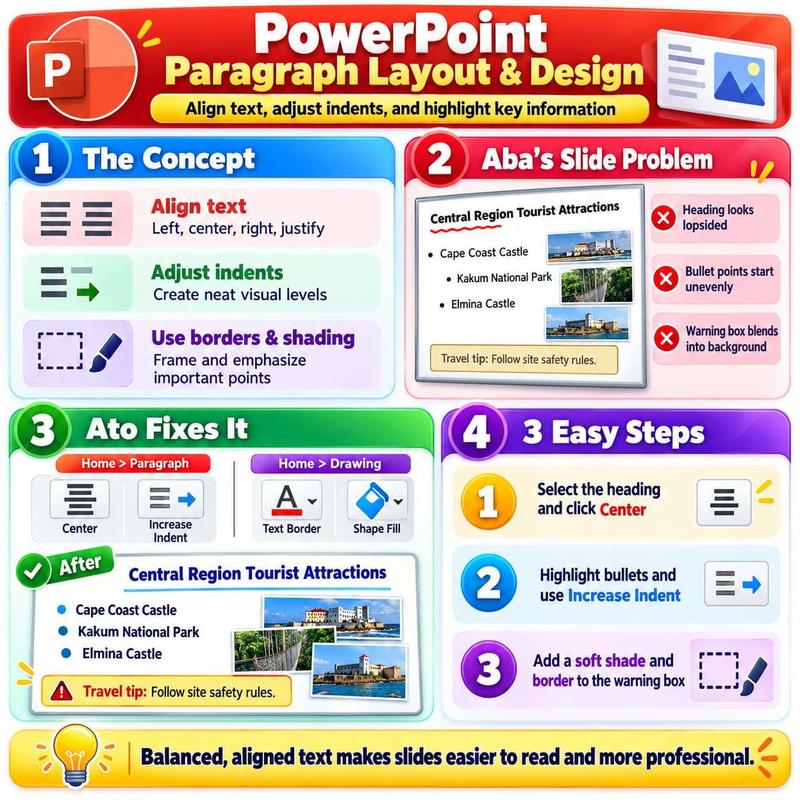 P
PowerPoint
Paragraph Layout & Design
Align text, adjust indents, and highlight key information
1 The Concept
Align text
Left, center, right, justify
Adjust indents
Create neat visual levels
Use borders & shading
Frame and emphasize
important points
2 Aba's Slide Problem
Central Region Tourist Attractions
• Cape Coast Castle
• Kakum National Park
• Elmina Castle
Travel tip: Follow site safety rules.
Heading looks
lopsided
Bullet points start
unevenly
Warning box blends
into background
3 Ato Fixes It
Home > Paragraph
Center
Increase
Indent
Home > Drawing
A
Text Border
Shape Fill
After
Central Region Tourist Attractions
• Cape Coast Castle
• Kakum National Park
• Elmina Castle
Travel tip: Follow site safety rules.
4 3 Easy Steps
1
Select the heading
and click Center
2
Highlight bullets and
use Increase Indent
3
Add a soft shade and
border to the warning box
Balanced, aligned text makes slides easier to read and more professional.